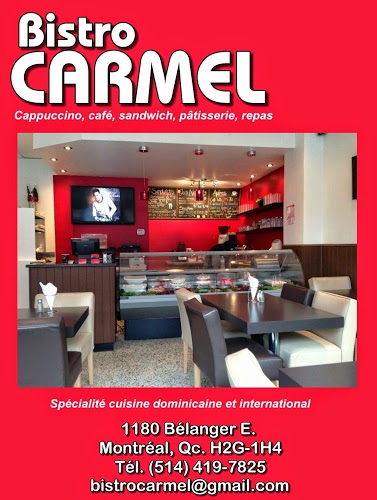 Bistro
CARMEL
Cappuccino, café, sandwich, pâtisserie, repas
Spécialité cuisine dominicaine et international
1180 Bélanger E.
Montréal, Qc. H2G-1H4
Tél. (514) 419-7825
bistrocarmel@gmail.com